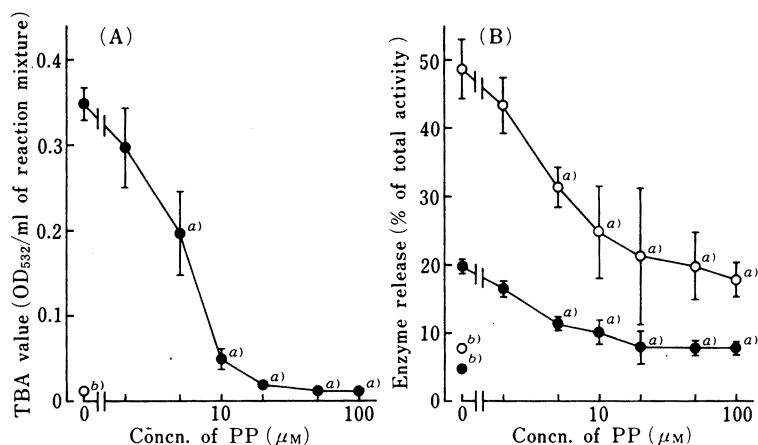 (A)
TBA value (OD532/ml of reaction mixture)
0.4
0.3
0.2
0.1
0
a)
a)
a)
a)
a)
b)
0
10
100
Concn. of PP (μM)
(B)
Enzyme release (% of total activity)
50
40
30
20
10
0
a)
a)
a)
a)
a)
a)
a)
a)
a)
a)
b)
b)
0
10
100
Concn. of PP (μM)